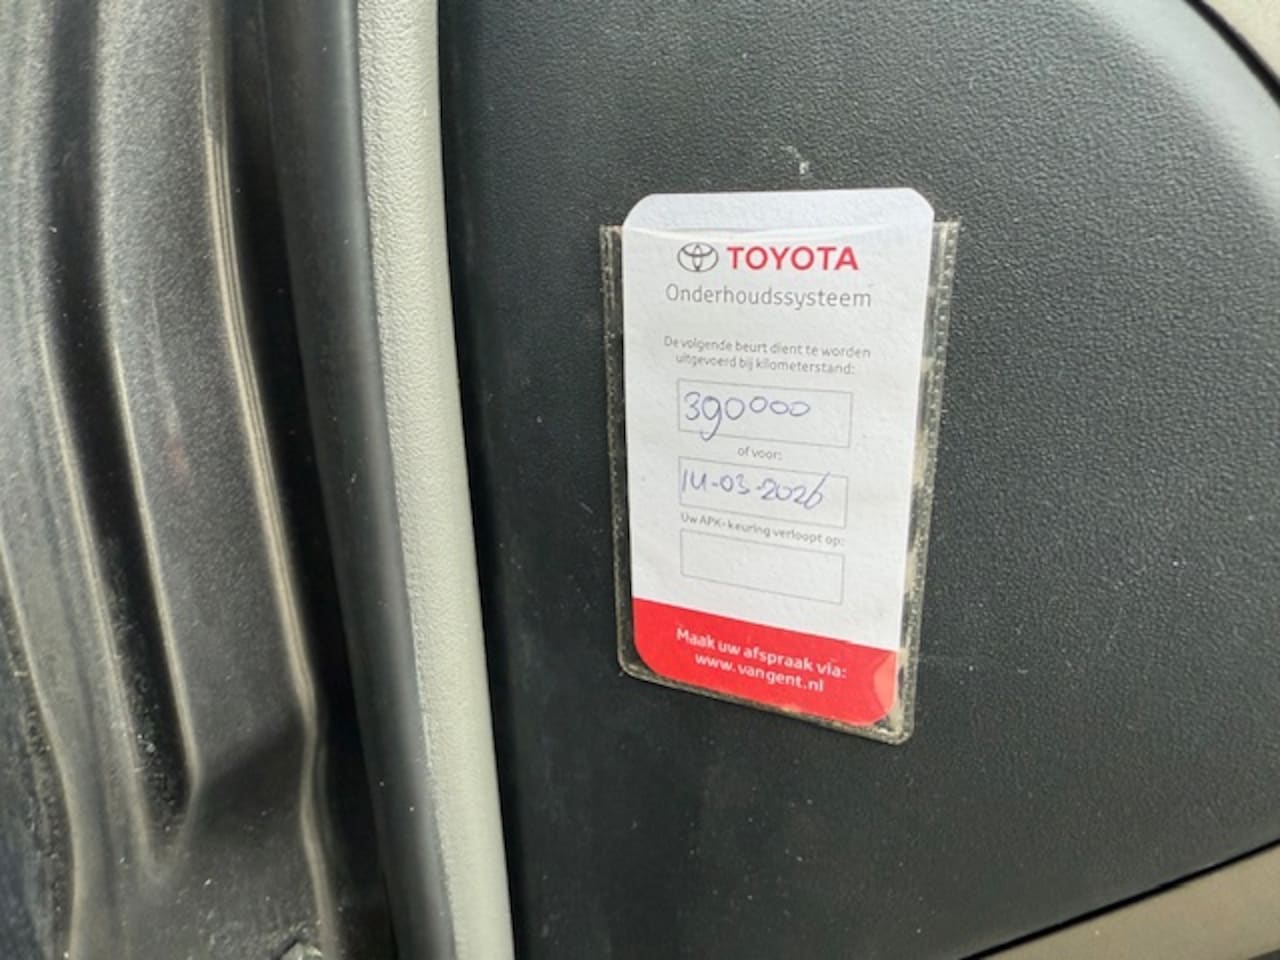 TOYOTA
Onderhoudssysteem
De volgende beurt dient te worden
uitgevoerd bij kilometerstand:
390000
of voor:
14-03-2026
Uw APK-keuring verloopt op:
Maak uw afspraak via:
www.vangent.nl